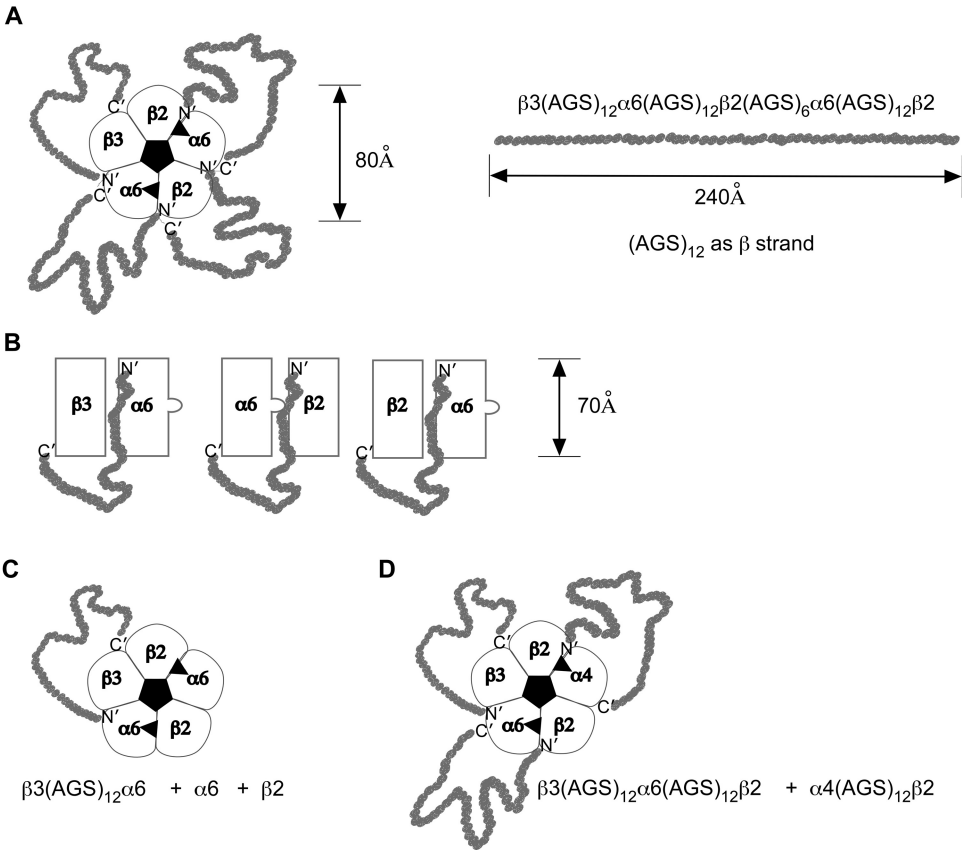 A
C′
β2
N′
β3
α6
N′
C′
N′
C′
α6
β2
N′
C′
80Å
β3(AGS)12α6(AGS)12β2(AGS)6α6(AGS)12β2
240Å
(AGS)12 as β strand
B
β3
N′
α6
C′
α6
N′
β2
C′
β2
N′
α6
C′
70Å
C
C′
β2
β3
α6
N′
α6
β2
β3(AGS)12α6 + α6 + β2
D
C′
β2
N′
β3
α4
N′
C′
C′
α6
β2
N′
β3(AGS)12α6(AGS)12β2 + α4(AGS)12β2